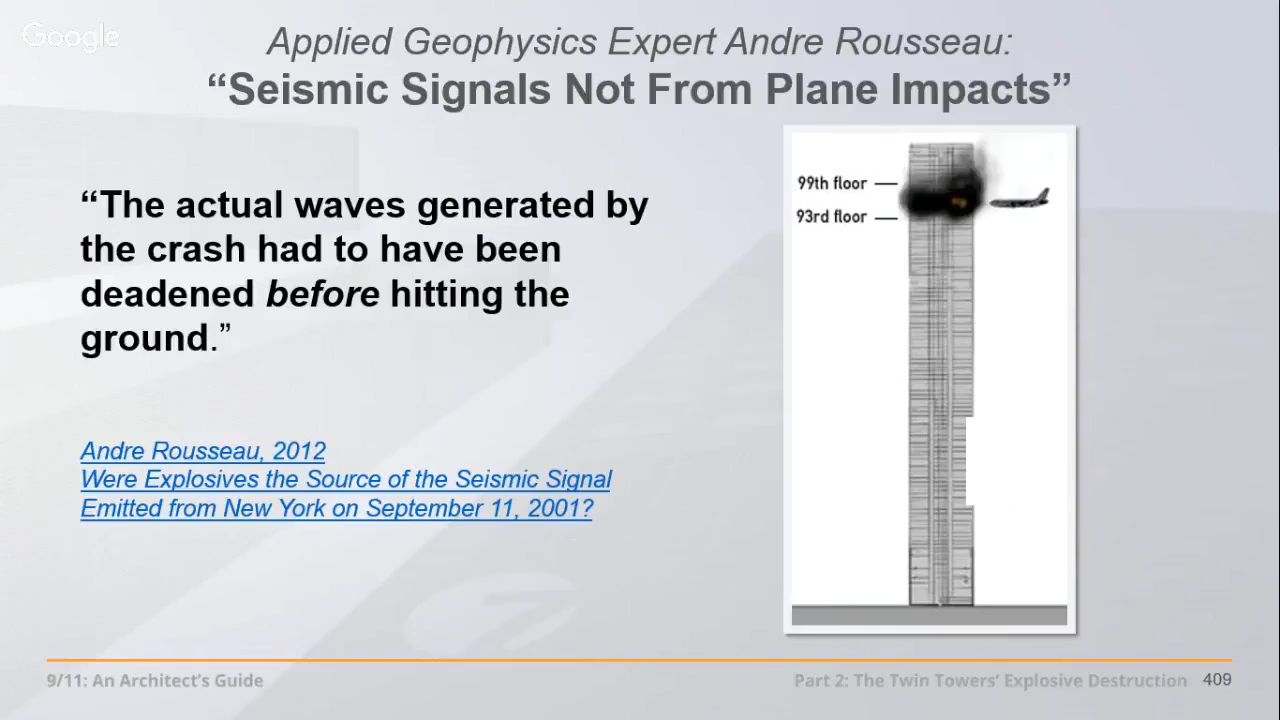 Google
Applied Geophysics Expert Andre Rousseau:
“Seismic Signals Not From Plane Impacts”
“The actual waves generated by
the crash had to have been
deadened before hitting the
ground.”
Andre Rousseau, 2012
Were Explosives the Source of the Seismic Signal
Emitted from New York on September 11, 2001?
99th floor
93rd floor
9/11: An Architect’s Guide
Part 2: The Twin Towers’ Explosive Destruction 409